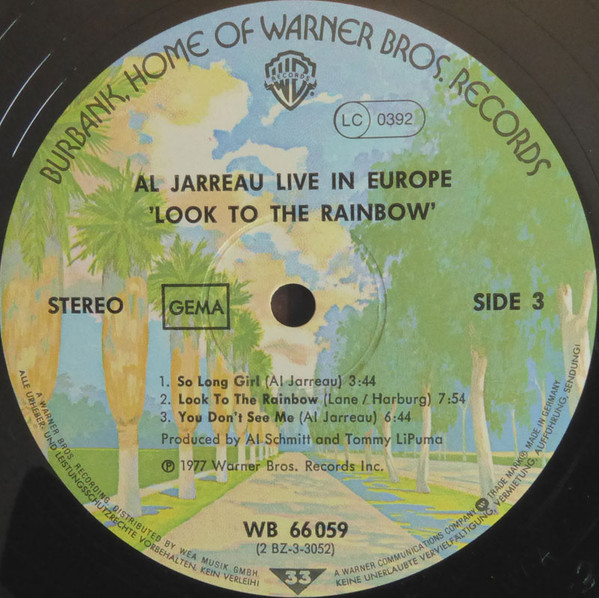 BURBANK, HOME OF WARNER BROS. RECORDS
WB
RECORDS
®
LC 0392
AL JARREAU LIVE IN EUROPE
'LOOK TO THE RAINBOW'
STEREO
GEMA
SIDE 3
1. So Long Girl (Al Jarreau) 3:44
2. Look To The Rainbow (Lane / Harburg) 7:54
3. You Don't See Me (Al Jarreau) 6:44
Produced by Al Schmitt and Tommy LiPuma
Ⓟ 1977 Warner Bros. Records Inc.
WB 66 059
(2 BZ-3-3052)
33
A WARNER BROS. RECORDING DISTRIBUTED BY WEA MUSIK GMBH.
ALLE URHEBER- UND LEISTUNGSSCHUTZRECHTE VORBEHALTEN. KEIN VERLEIH!
A WARNER COMMUNICATIONS COMPANY TRADE MARK® MADE IN GERMANY
KEINE UNERLAUBTE VERVIELFALTIGUNG, VERMIETUNG, AUFFÜHRUNG, SENDUNG!